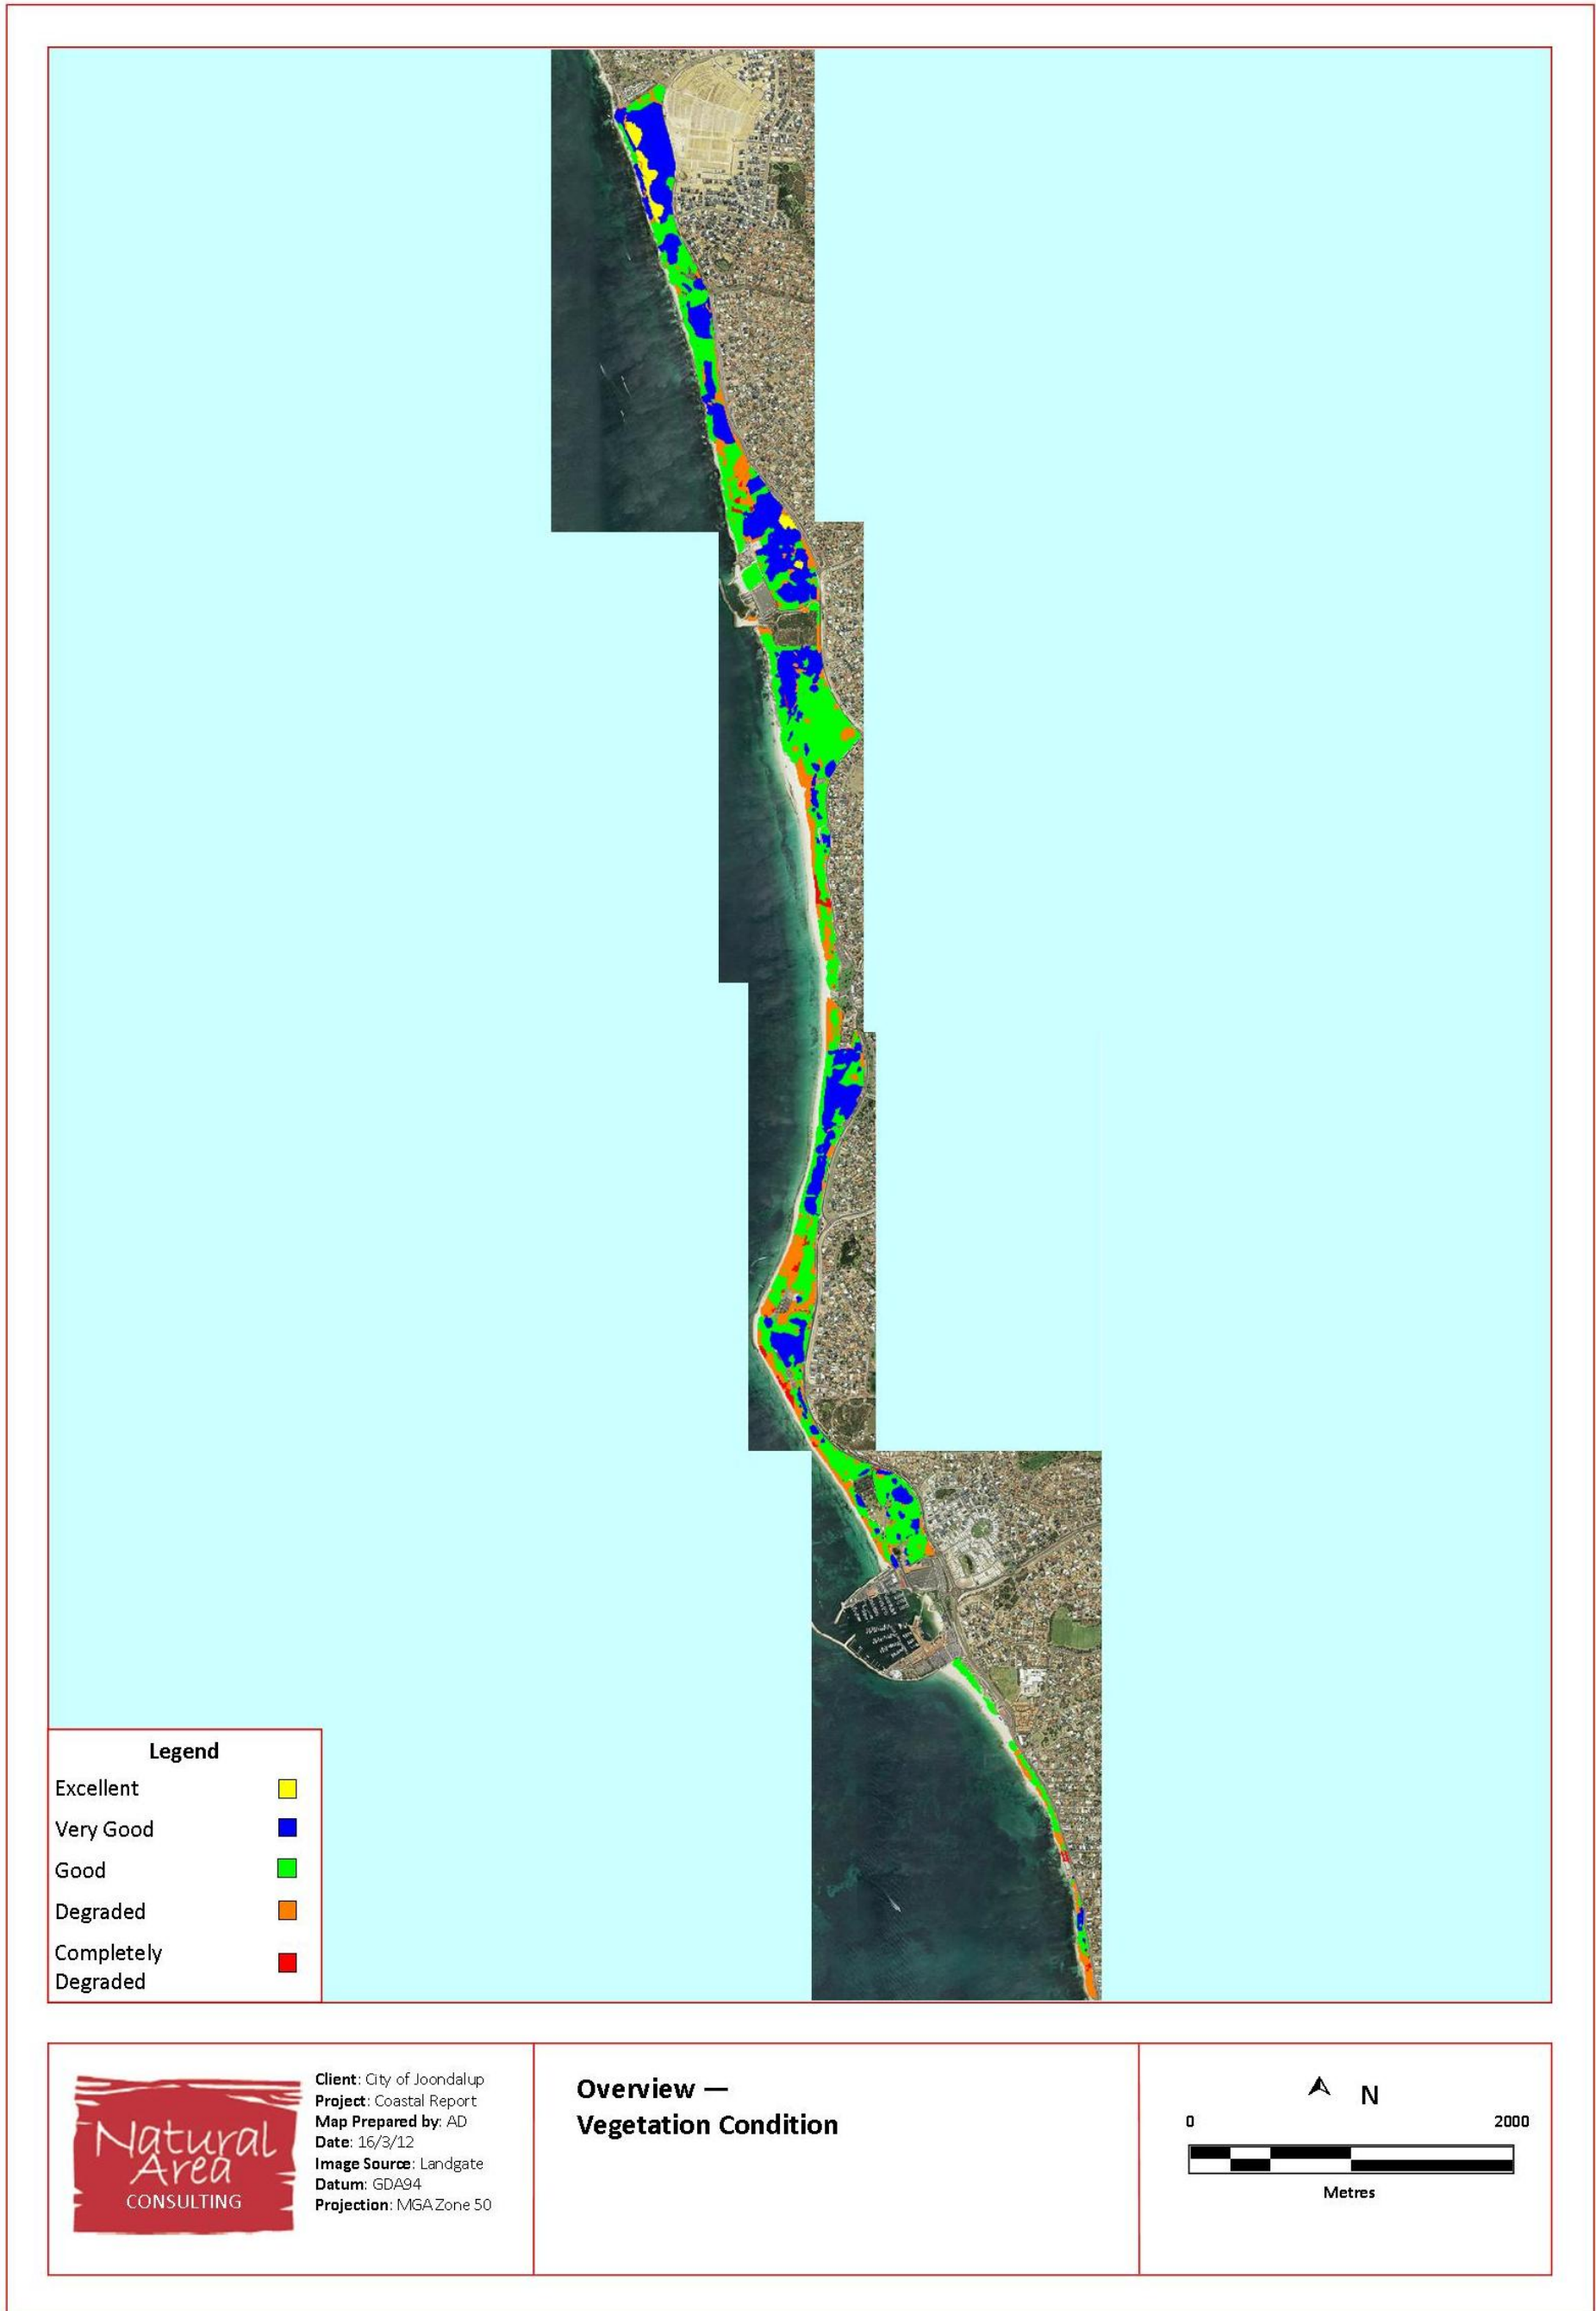 Legend
Excellent
Very Good
Good
Degraded
Completely
Degraded
Natural
Area
CONSULTING
Client: City of Joondalup
Project: Coastal Report
Map Prepared by: AD
Date: 16/3/12
Image Source: Landgate
Datum: GDA94
Projection: MGA Zone 50
Overview —
Vegetation Condition
N
0 2000
Metres